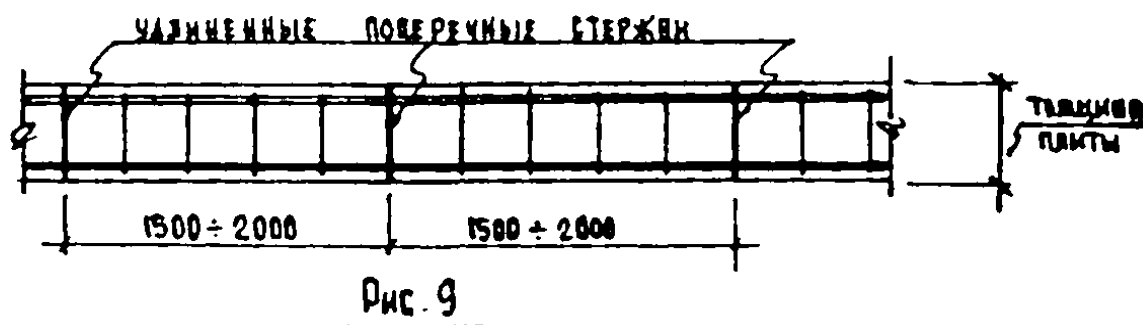 УДЛИНЕННЫЕ ПОПЕРЕЧНЫЕ СТЕРЖНИ
ТОЛЩИНА
ПЛИТЫ
1500÷2000 1500÷2000
Рис. 9